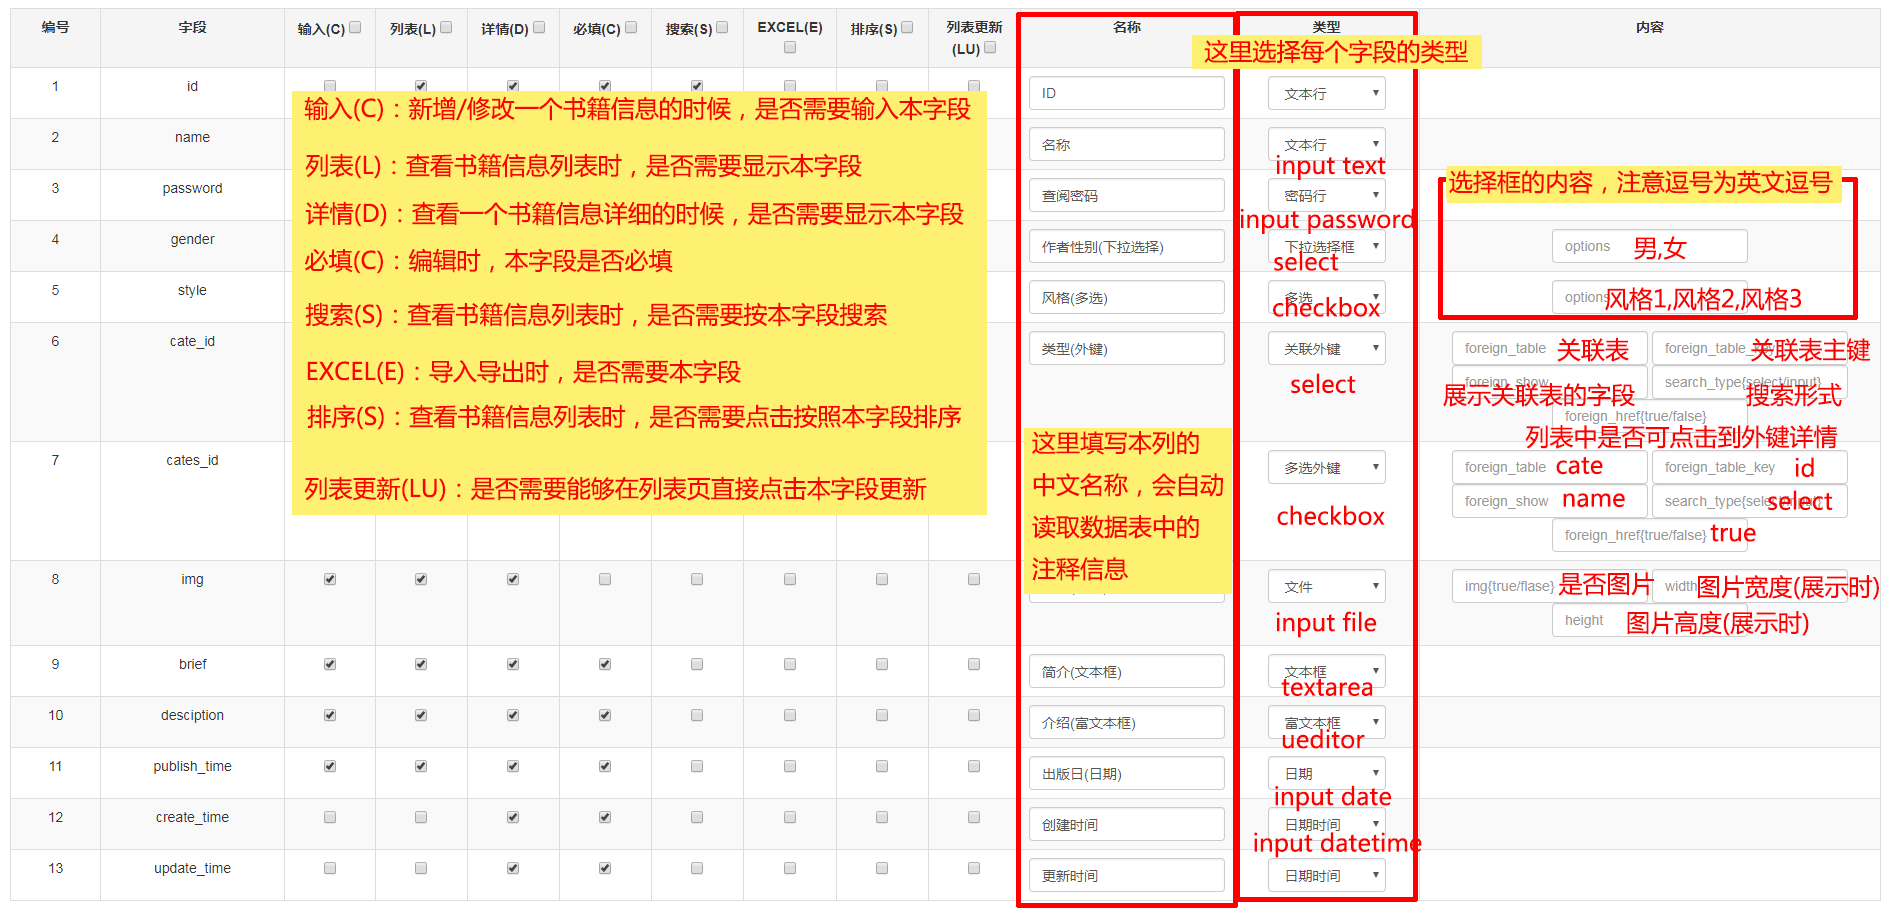 编号 字段 输入(C) 列表(L) 详情(D) 必填(C) 搜索(S) EXCEL(E) 排序(S) 列表更新(LU) 名称 类型 内容
这里选择每个字段的类型
1 id ID 文本行
输入(C)：新增/修改一个书籍信息的时候，是否需要输入本字段
2 name 名称 文本行
input text
列表(L)：查看书籍信息列表时，是否需要显示本字段
3 password 查阅密码 密码行
input password
选择框的内容，注意逗号为英文逗号
详情(D)：查看一个书籍信息详细的时候，是否需要显示本字段
4 gender 作者性别(下拉选择) 下拉选择框 options 男,女
select
必填(C)：编辑时，本字段是否必填
5 style 风格(多选) 多选 options 风格1,风格2,风格3
checkbox
搜索(S)：查看书籍信息列表时，是否需要按本字段搜索
6 cate_id 类型(外键) 关联外键 foreign_table 关联表 foreign_table_key 关联表主键
select
foreign_show 展示关联表的字段 search_type{select/input} 搜索形式
foreign_href{true/false}
列表中是否可点击到外键详情
EXCEL(E)：导入导出时，是否需要本字段
排序(S)：查看书籍信息列表时，是否需要点击按照本字段排序
7 cates_id 多选外键 foreign_table cate foreign_table_key id
checkbox
foreign_show name search_type{select/input} select
foreign_href{true/false} true
列表更新(LU)：是否需要能够在列表页直接点击本字段更新
这里填写本列的
中文名称，会自动
读取数据表中的
注释信息
8 img 文件 img{true/flase} 是否图片 width 图片宽度(展示时)
input file
height 图片高度(展示时)
9 brief 简介(文本框) 文本框
textarea
10 desciption 介绍(富文本框) 富文本框
ueditor
11 publish_time 出版日(日期) 日期
input date
12 create_time 创建时间 日期时间
input datetime
13 update_time 更新时间 日期时间